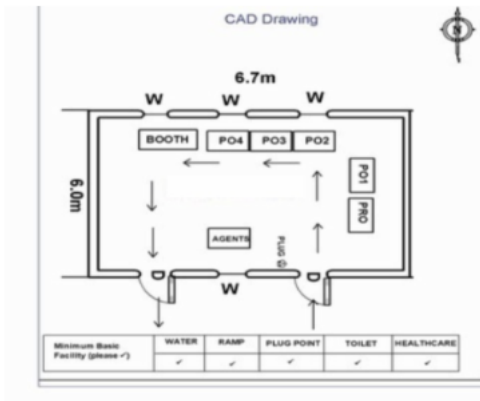 CAD Drawing
N
6.7m
W W W
BOOTH PO4 PO3 PO2
PO1
PRO
6.0m
AGENTS
PLUG
D D
W
Minimum Basic WATER RAMP PLUG POINT TOILET HEALTHCARE
Facility (please ✓) ✓ ✓ ✓ ✓ ✓